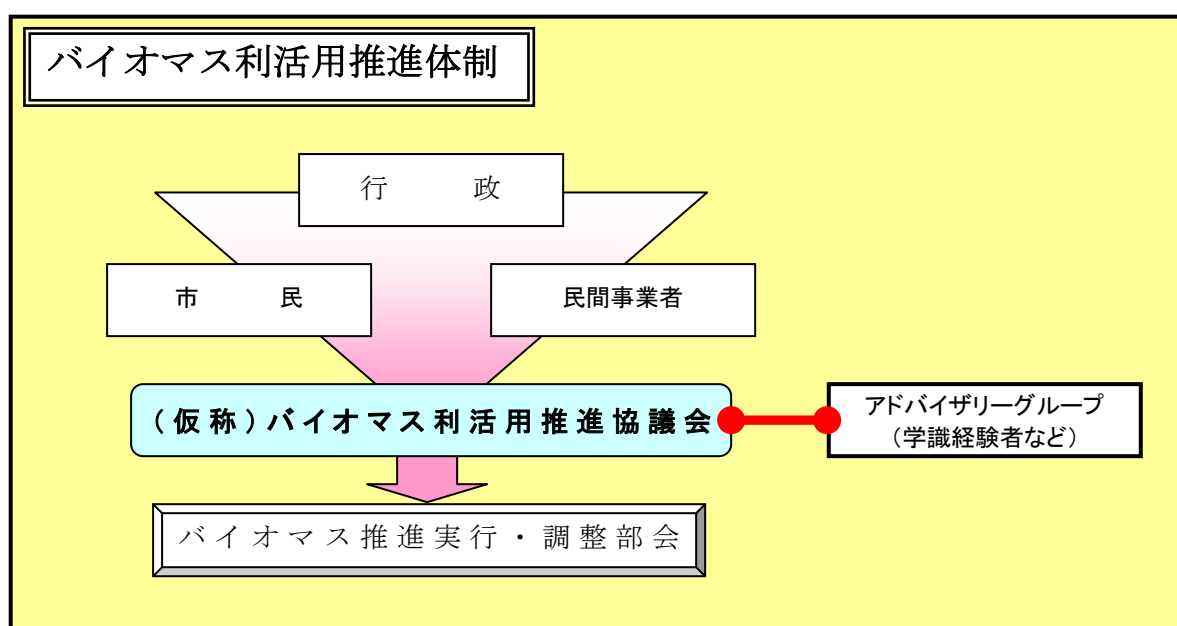 バイオマス利活用推進体制
行　　政
市　　民
民間事業者
（仮称）バイオマス利活用推進協議会
アドバイザリーグループ
（学識経験者など）
バイオマス推進実行・調整部会